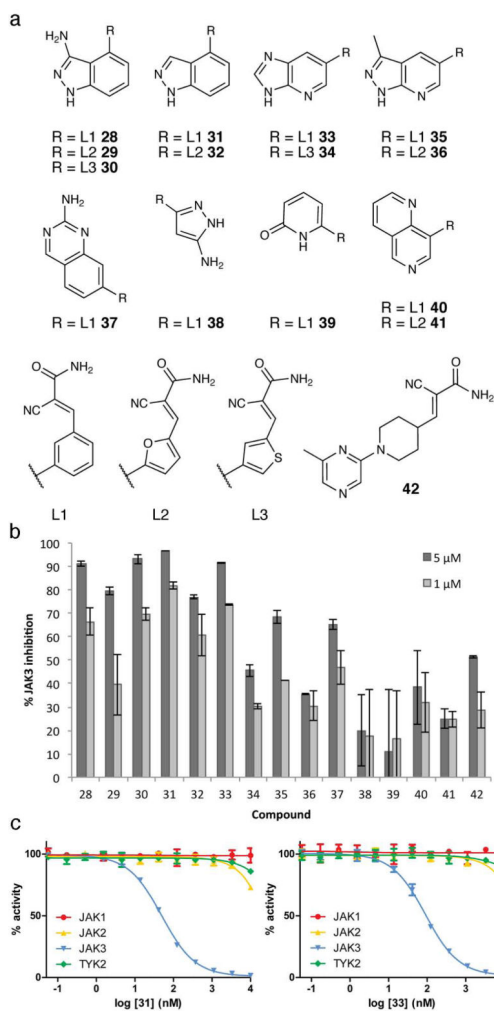 a
H2N R
N
N
H
R
N
N
H
R
N
N
H
N
CH3 R
N
N
H
N
R = L1 28
R = L2 29
R = L3 30
R = L1 31
R = L2 32
R = L1 33
R = L3 34
R = L1 35
R = L2 36
NH2
N N
R
R N
NH
NH2
O N
H
R
N
R
N
R = L1 37
R = L1 38
R = L1 39
R = L1 40
R = L2 41
O NH2
NC
L1
O NH2
NC
O
L2
O NH2
NC
S
L3
O
NC NH2
N N
N
42
b
% JAK3 inhibition
100
90
80
70
60
50
40
30
20
10
0
5 µM
1 µM
28 29 30 31 32 33 34 35 36 37 38 39 40 41 42
Compound
c
% activity
100
50
0
JAK1
JAK2
JAK3
TYK2
-1 0 1 2 3 4
log [31] (nM)
% activity
100
50
0
JAK1
JAK2
JAK3
TYK2
-1 0 1 2 3
log [33] (nM)